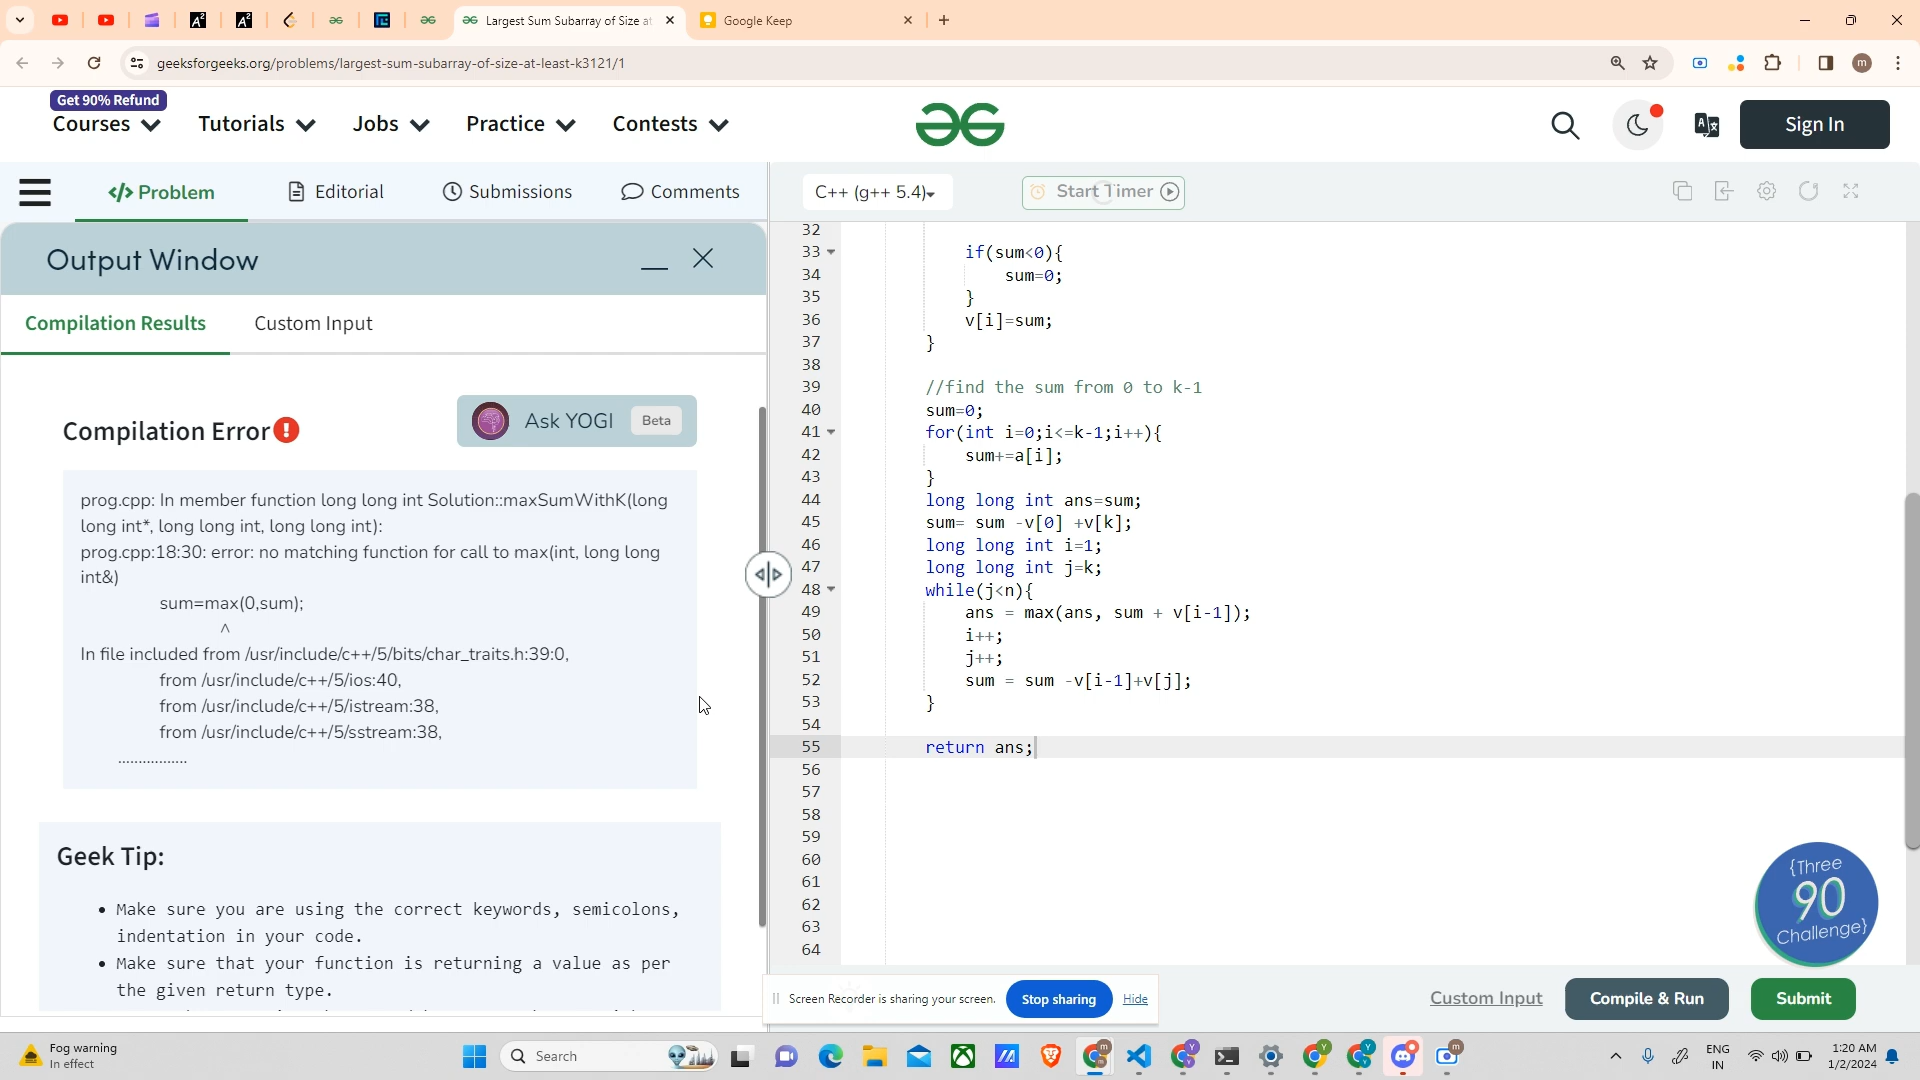 Largest Sum Subarray of Size at
Google Keep
geeksforgeeks.org/problems/largest-sum-subarray-of-size-at-least-k3121/1
m
Get 90% Refund
Courses
Tutorials
Jobs
Practice
Contests
Sign In
Problem
Editorial
Submissions
Comments
C++ (g++ 5.4)
Start Timer
Output Window
Compilation Results
Custom Input
Compilation Error
Ask YOGI
Beta
prog.cpp: In member function long long int Solution::maxSumWithK(long
long int*, long long int, long long int):
prog.cpp:18:30: error: no matching function for call to max(int, long long
int&)
sum=max(0,sum);
^
In file included from /usr/include/c++/5/bits/char_traits.h:39:0,
from /usr/include/c++/5/ios:40,
from /usr/include/c++/5/istream:38,
from /usr/include/c++/5/sstream:38,
.................
Geek Tip:
• Make sure you are using the correct keywords, semicolons,
indentation in your code.
• Make sure that your function is returning a value as per
the given return type.
32
33 if(sum<0){
34 sum=0;
35 }
36 v[i]=sum;
37 }
38
39 //find the sum from 0 to k-1
40 sum=0;
41 for(int i=0;i<=k-1;i++){
42 sum+=a[i];
43 }
44 long long int ans=sum;
45 sum= sum -v[0] +v[k];
46 long long int i=1;
47 long long int j=k;
48 while(j<n){
49 ans = max(ans, sum + v[i-1]);
50 i++;
51 j++;
52 sum = sum -v[i-1]+v[j];
53 }
54
55 return ans;
56
57
58
59
60
61
62
63
64
{Three
90
Challenge}
Screen Recorder is sharing your screen.
Stop sharing
Hide
Custom Input
Compile & Run
Submit
Fog warning
In effect
Search
ENG
IN
1:20 AM
1/2/2024